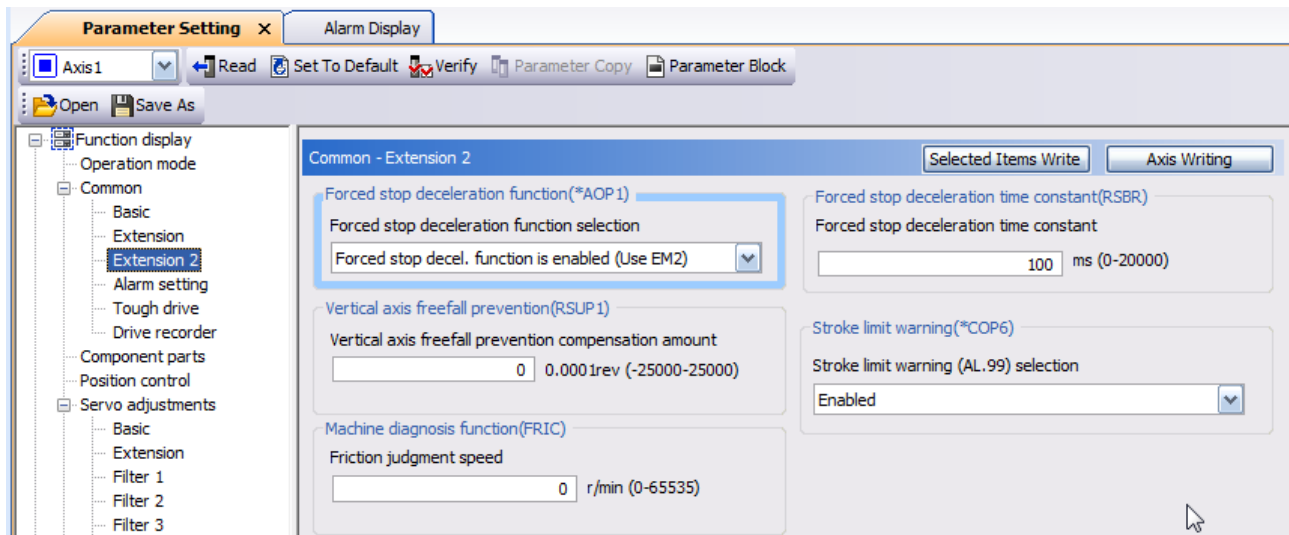 Parameter Setting X
Alarm Display
Axis1
Read
Set To Default
Verify
Parameter Copy
Parameter Block
Open
Save As
Function display
Operation mode
Common
Basic
Extension
Extension 2
Alarm setting
Tough drive
Drive recorder
Component parts
Position control
Servo adjustments
Basic
Extension
Filter 1
Filter 2
Filter 3
Common - Extension 2
Selected Items Write
Axis Writing
Forced stop deceleration function(*AOP1)
Forced stop deceleration function selection
Forced stop decel. function is enabled (Use EM2)
Vertical axis freefall prevention(RSUP1)
Vertical axis freefall prevention compensation amount
0 0.0001rev (-25000-25000)
Machine diagnosis function(FRIC)
Friction judgment speed
0 r/min (0-65535)
Forced stop deceleration time constant(RSBR)
Forced stop deceleration time constant
100 ms (0-20000)
Stroke limit warning(*COP6)
Stroke limit warning (AL.99) selection
Enabled